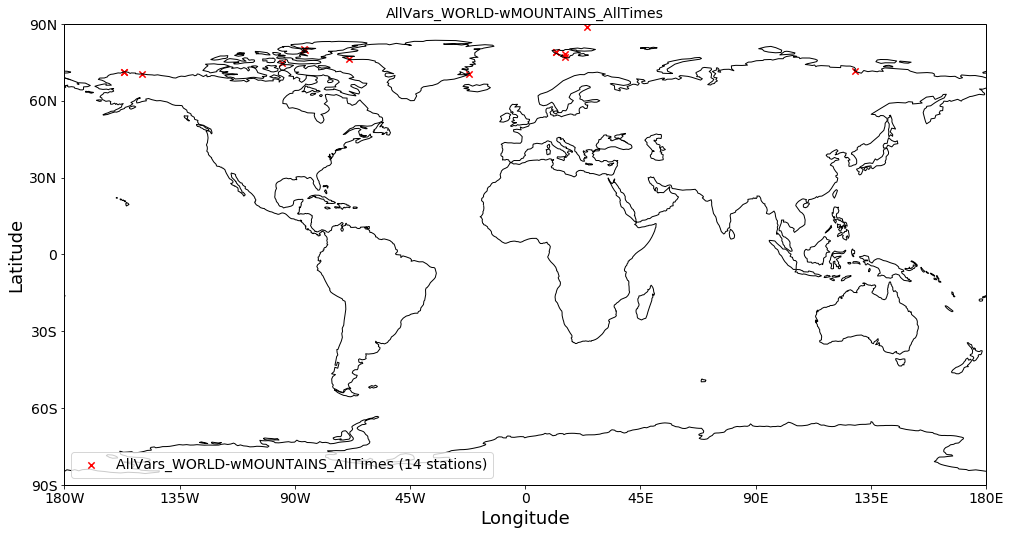 AllVars_WORLD-wMOUNTAINS_AllTimes
90N
60N
30N
0
30S
60S
90S
Latitude
AllVars_WORLD-wMOUNTAINS_AllTimes (14 stations)
180W 135W 90W 45W 0 45E 90E 135E 180E
Longitude